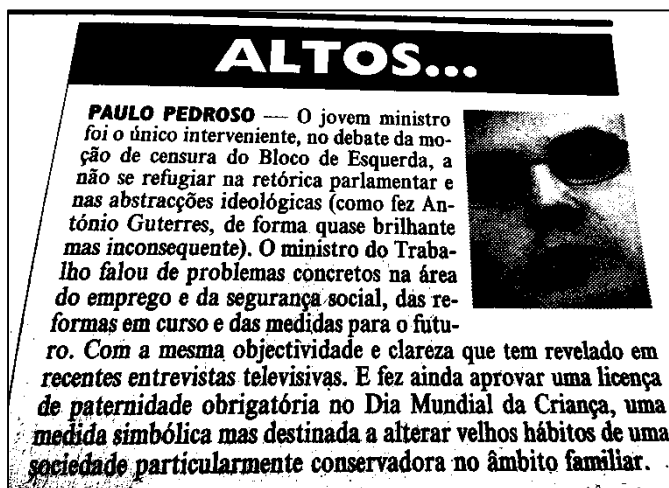 ALTOS...
PAULO PEDROSO — O jovem ministro
foi o único interveniente, no debate da mo-
ção de censura do Bloco de Esquerda, a
não se refugiar na retórica parlamentar e
nas abstracções ideológicas (como fez An-
tónio Guterres, de forma quase brilhante
mas inconsequente). O ministro do Traba-
lho falou de problemas concretos na área
do emprego e da segurança social, das re-
formas em curso e das medidas para o futu-
ro. Com a mesma objectividade e clareza que tem revelado em
recentes entrevistas televisivas. E fez ainda aprovar uma licença
de paternidade obrigatória no Dia Mundial da Criança, uma
medida simbólica mas destinada a alterar velhos hábitos de uma
sociedade particularmente conservadora no âmbito familiar.